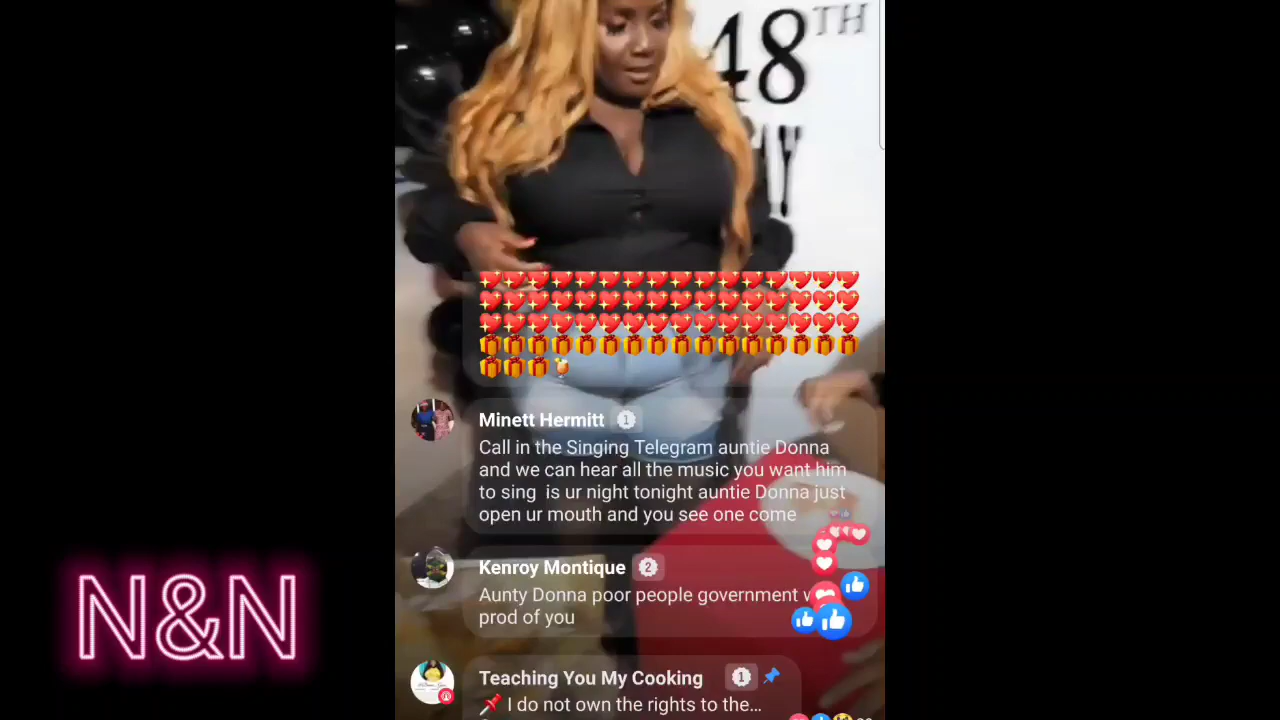 48TH
Minett Hermitt 1
Call in the Singing Telegram auntie Donna
and we can hear all the music you want him
to sing is ur night tonight auntie Donna just
open ur mouth and you see one come
Kenroy Montique 2
Aunty Donna poor people government
prod of you
Teaching You My Cooking 1
I do not own the rights to the…
N&N